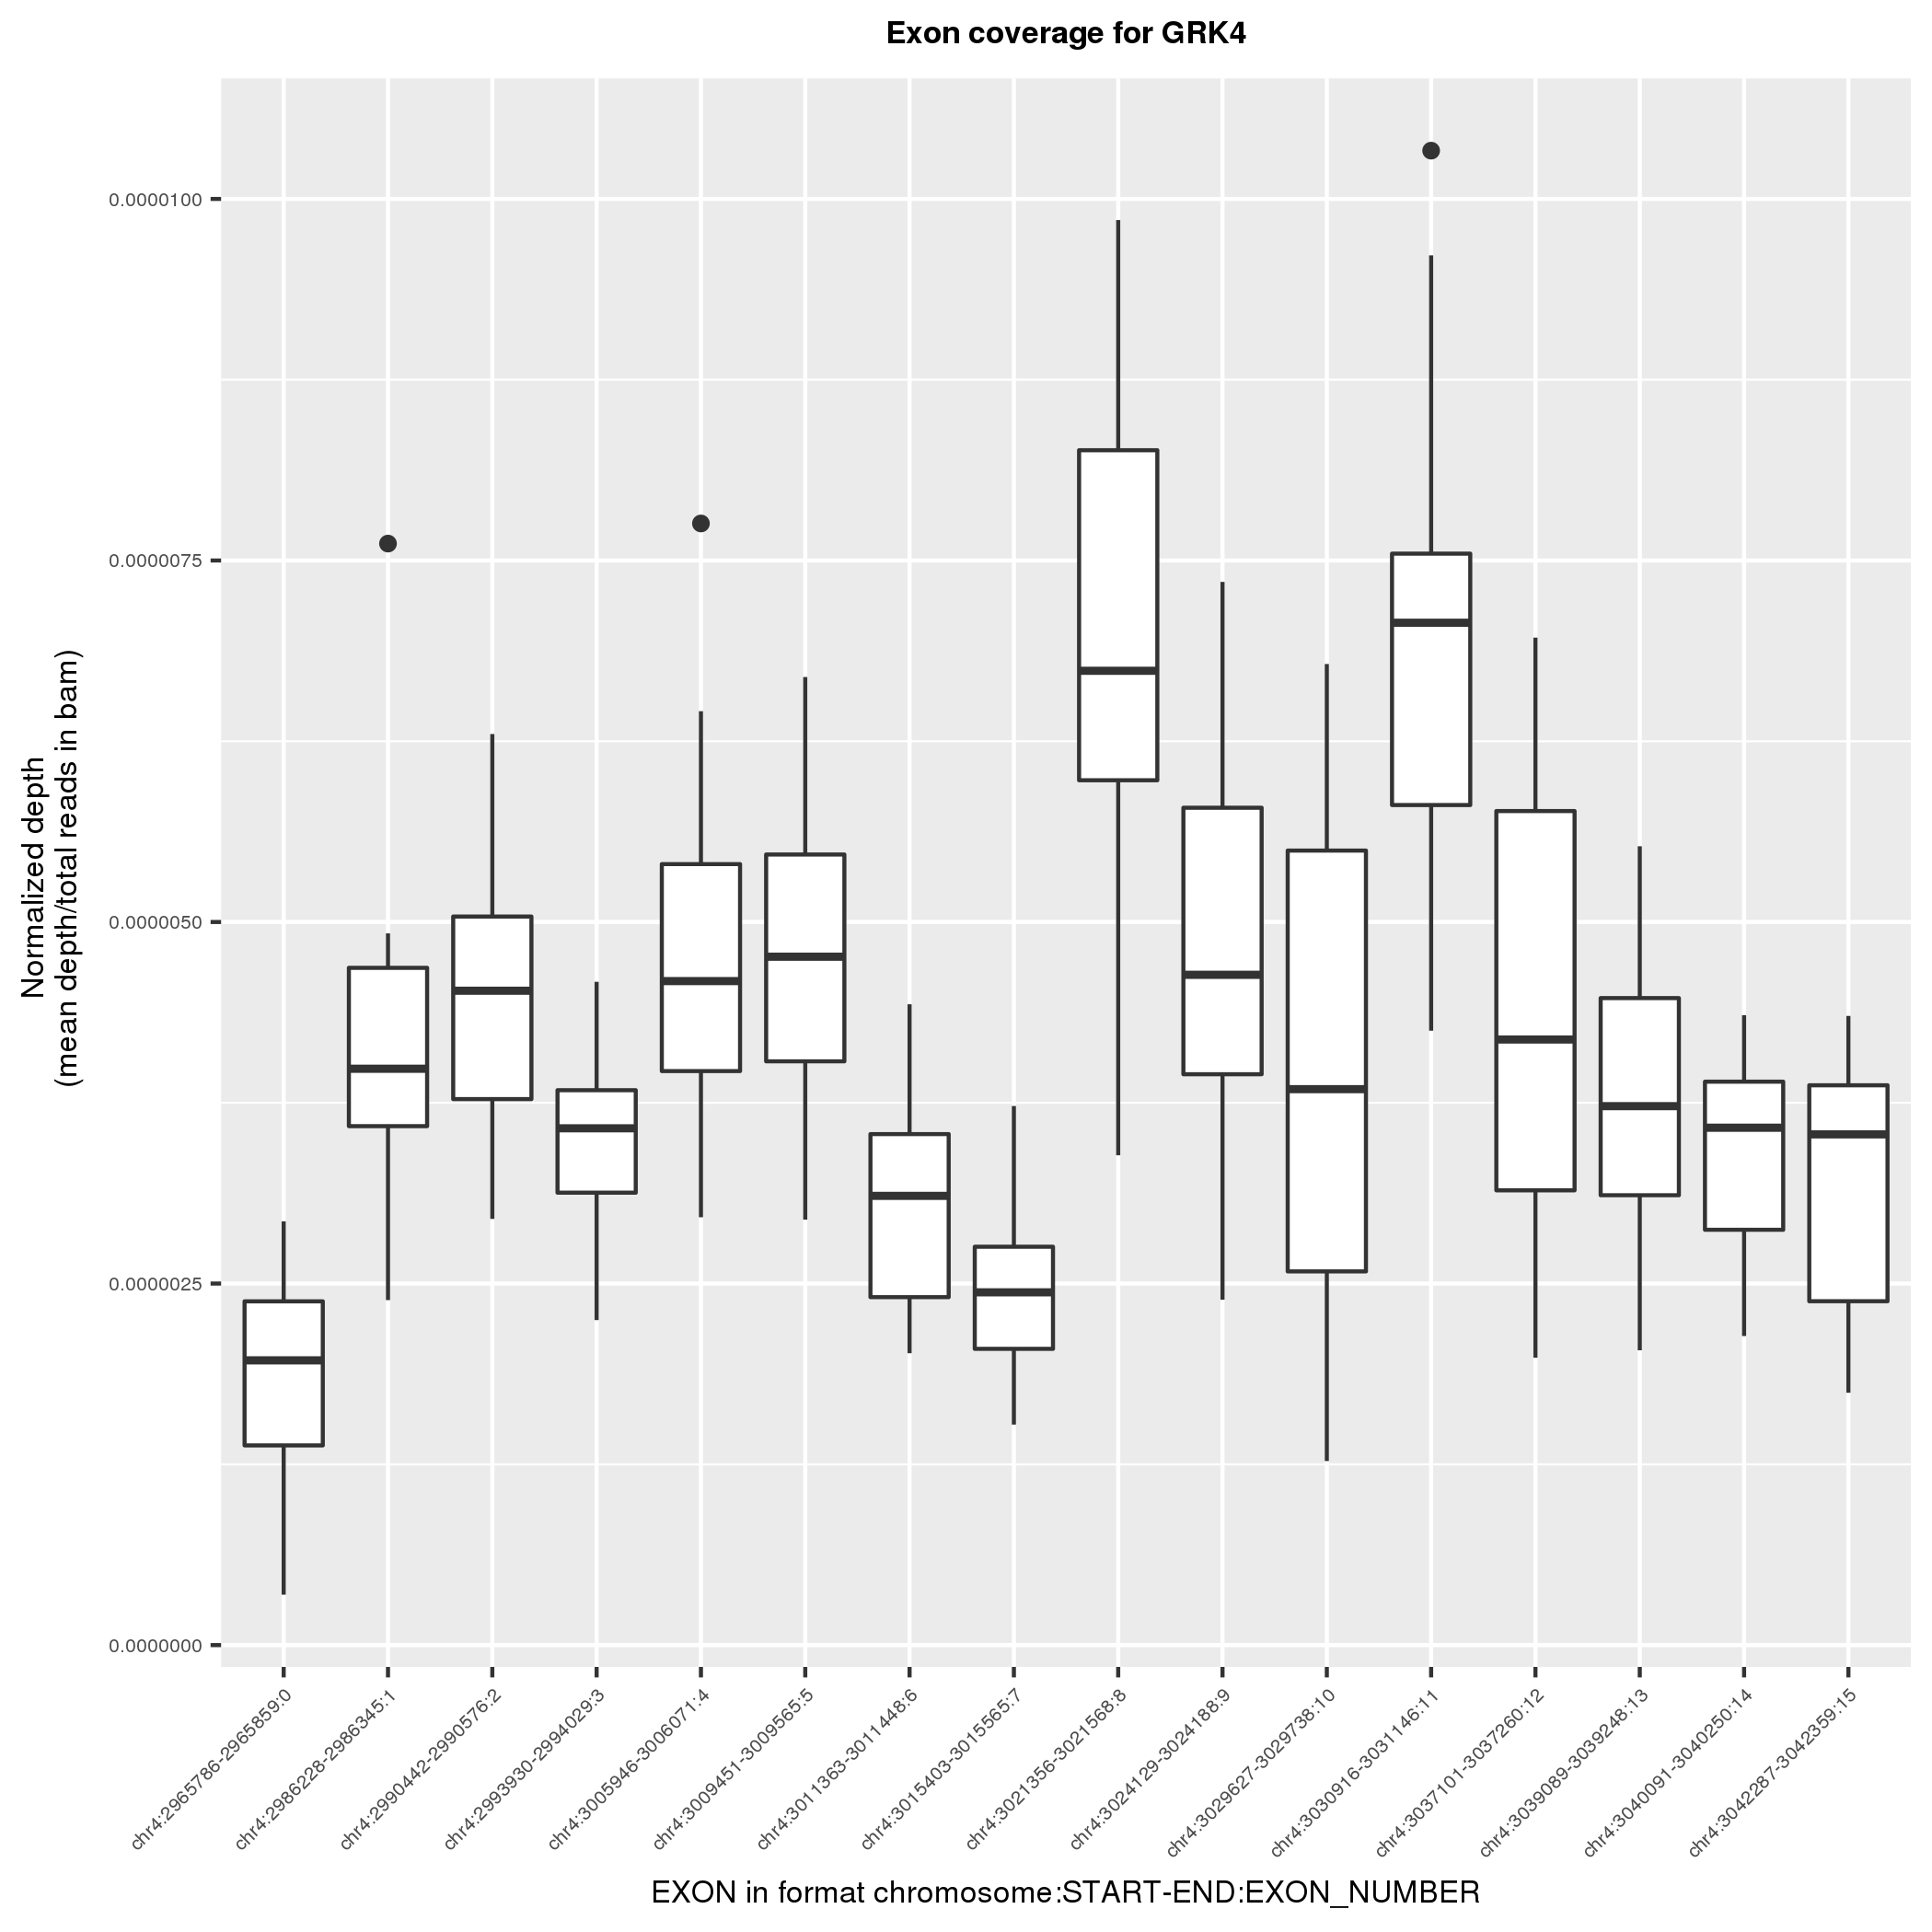 Exon coverage for GRK4
Normalized depth
(mean depth/total reads in bam)
0.0000100
0.0000075
0.0000050
0.0000025
0.0000000
chr4:2965786-2965859:0
chr4:2986228-2986345:1
chr4:2990442-2990576:2
chr4:2993930-2994029:3
chr4:3005946-3006071:4
chr4:3009451-3009565:5
chr4:3011363-3011448:6
chr4:3015403-3015565:7
chr4:3021356-3021568:8
chr4:3024129-3024188:9
chr4:3029627-3029738:10
chr4:3030916-3031146:11
chr4:3037101-3037260:12
chr4:3039089-3039248:13
chr4:3040091-3040250:14
chr4:3042287-3042359:15
EXON in format chromosome:START-END:EXON_NUMBER